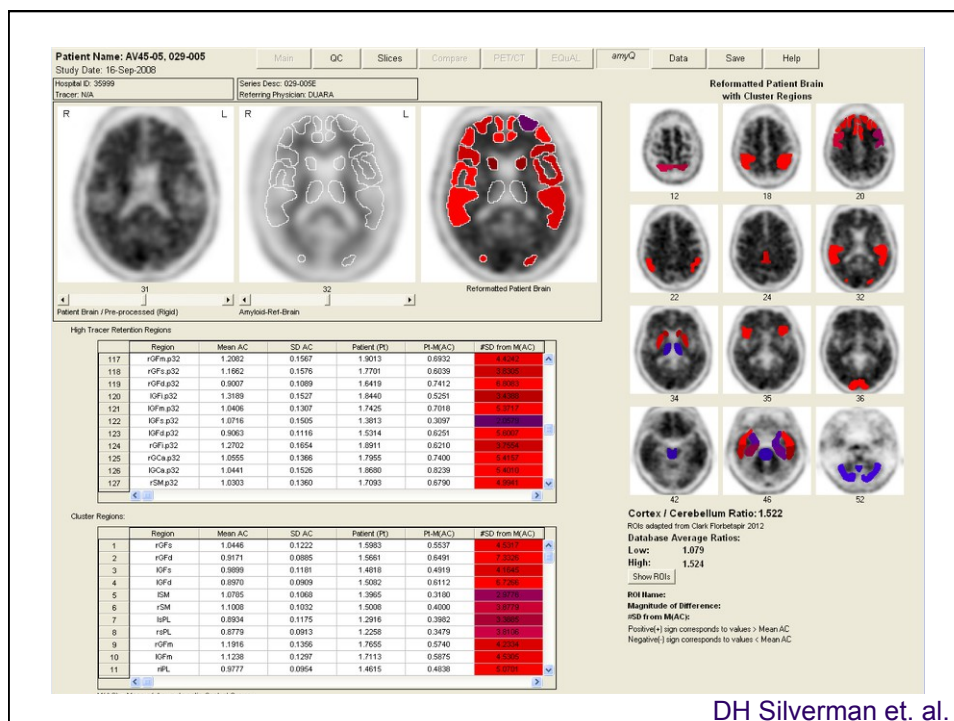 Patient Name: AV45-05, 029-005
Study Date: 16-Sep-2008
Main QC Slices Compare PET/CT EQuAL amyQ Data Save Help
Hospital ID: 35999
Tracer: N/A
Series Desc: 029-005E
Referring Physician: DUARA
R L R L
31
32
Reformatted Patient Brain
Patient Brain / Pre-processed (Rigid)
Amyloid-Ref-Brain
High Tracer Retention Regions
Region Mean AC SD AC Patient (Pt) Pt-M(AC) #SD from M(AC)
117 rGFm.p32 1.2082 0.1567 1.9013 0.6932
118 rGFs.p32 1.1662 0.1576 1.7701 0.6039
119 rGFd.p32 0.9007 0.1089 1.6419 0.7412
120 lGFi.p32 1.3189 0.1527 1.8440 0.5251
121 lGFm.p32 1.0406 0.1307 1.7425 0.7018
122 lGFs.p32 1.0716 0.1505 1.3813 0.3097
123 lGFd.p32 0.9063 0.1116 1.5314 0.6251
124 rGFi.p32 1.2702 0.1654 1.8911 0.6210
125 rGCa.p32 1.0555 0.1366 1.7955 0.7400 5.4157
126 lGCa.p32 1.0441 0.1526 1.8680 0.8239
127 rSM.p32 1.0303 0.1360 1.7093 0.6790
Cluster Regions:
Region Mean AC SD AC Patient (Pt) Pt-M(AC) #SD from M(AC)
1 rGFs 1.0446 0.1222 1.5983 0.5537
2 rGFd 0.9171 0.0885 1.5661 0.6491
3 lGFs 0.9899 0.1181 1.4818 0.4919
4 lGFd 0.8970 0.0909 1.5082 0.6112
5 lSM 1.0785 0.1068 1.3965 0.3180
6 rSM 1.1008 0.1032 1.5008 0.4000 3.8779
7 lsPL 0.8934 0.1175 1.2916 0.3982
8 rsPL 0.8779 0.0913 1.2258 0.3479 3.8106
9 rGFm 1.1916 0.1356 1.7655 0.5740
10 lGFm 1.1238 0.1297 1.7113 0.5875
11 riPL 0.9777 0.0954 1.4615 0.4838 5.0701
Reformatted Patient Brain
with Cluster Regions
12 18 20
22 24 32
34 35 36
42 46 52
Cortex / Cerebellum Ratio: 1.522
ROIs adapted from Clark Florbetapir 2012
Database Average Ratios:
Low: 1.079
High: 1.524
Show ROIs
ROI Name:
Magnitude of Difference:
#SD from M(AC):
Positive(+) sign corresponds to values > Mean AC
Negative(-) sign corresponds to values < Mean AC
DH Silverman et. al.